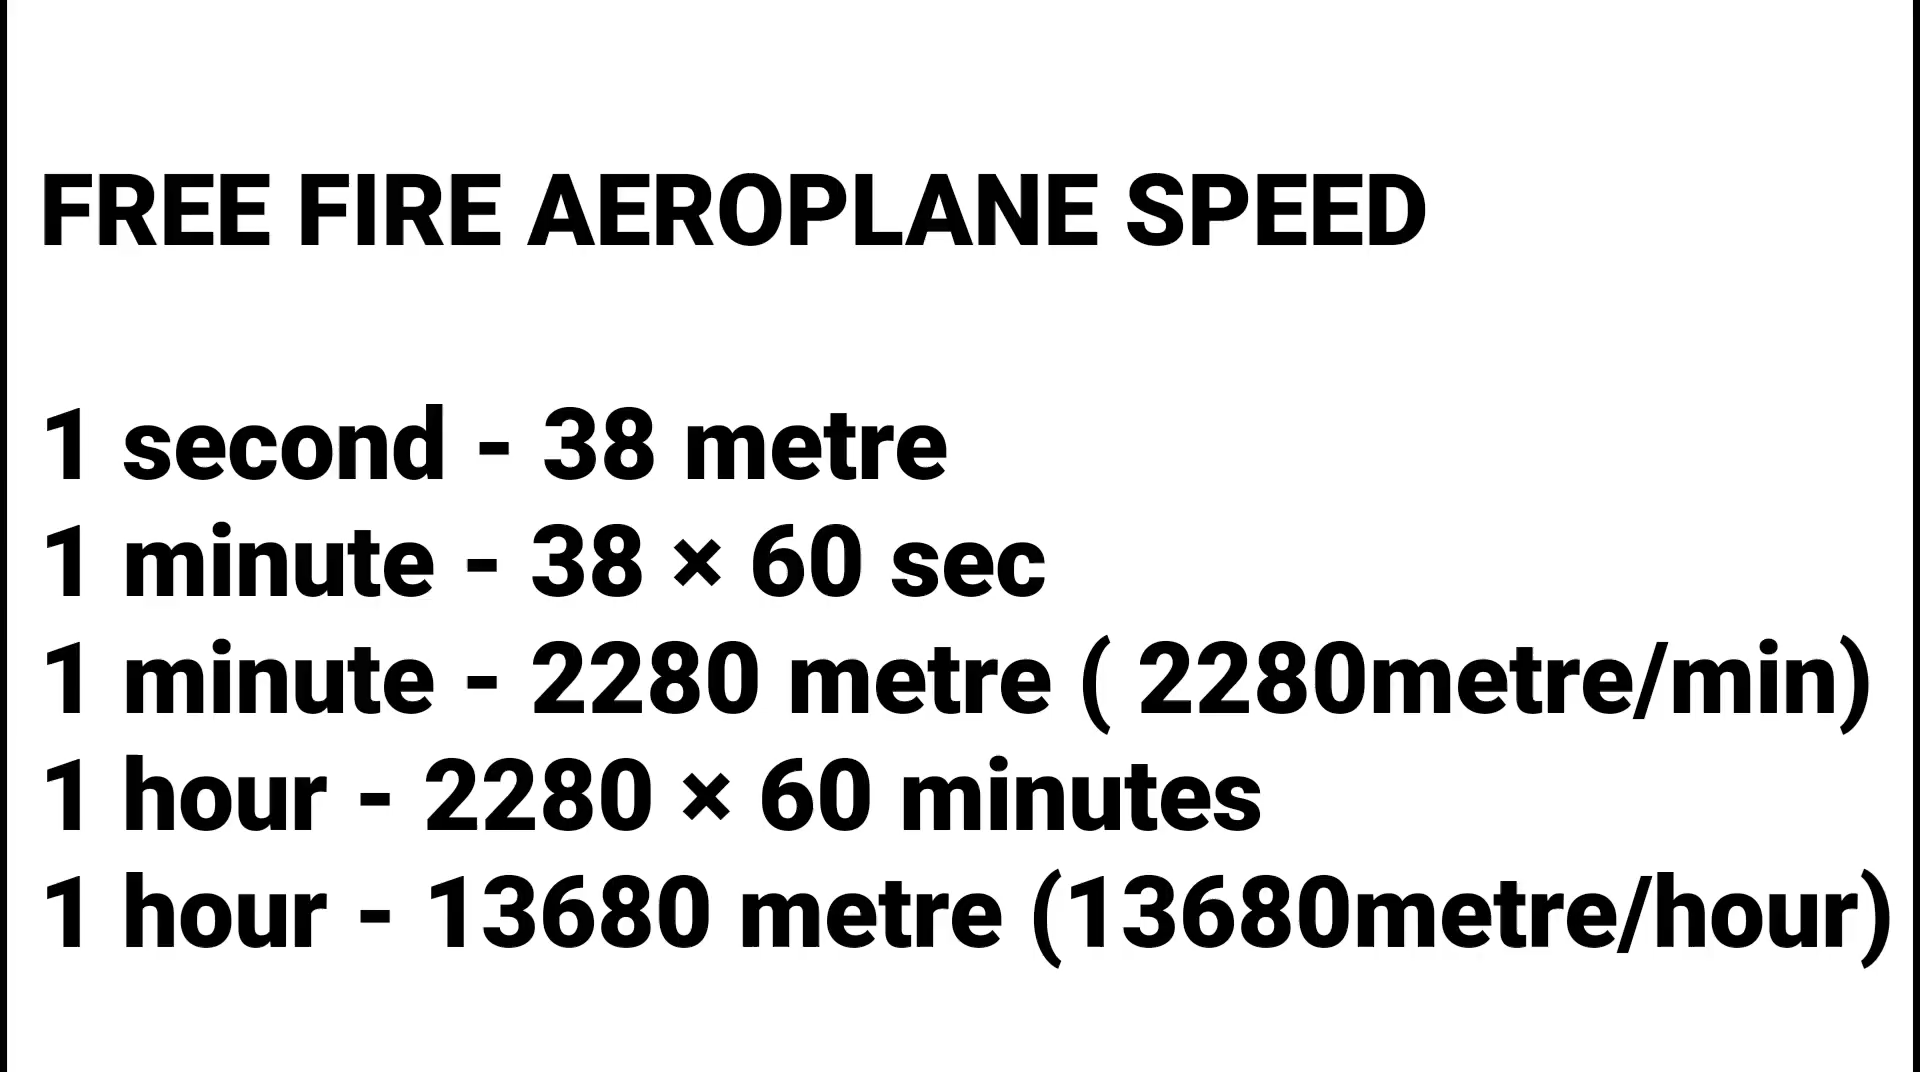 FREE FIRE AEROPLANE SPEED
1 second - 38 metre
1 minute - 38 × 60 sec
1 minute - 2280 metre ( 2280metre/min)
1 hour - 2280 × 60 minutes
1 hour - 13680 metre (13680metre/hour)